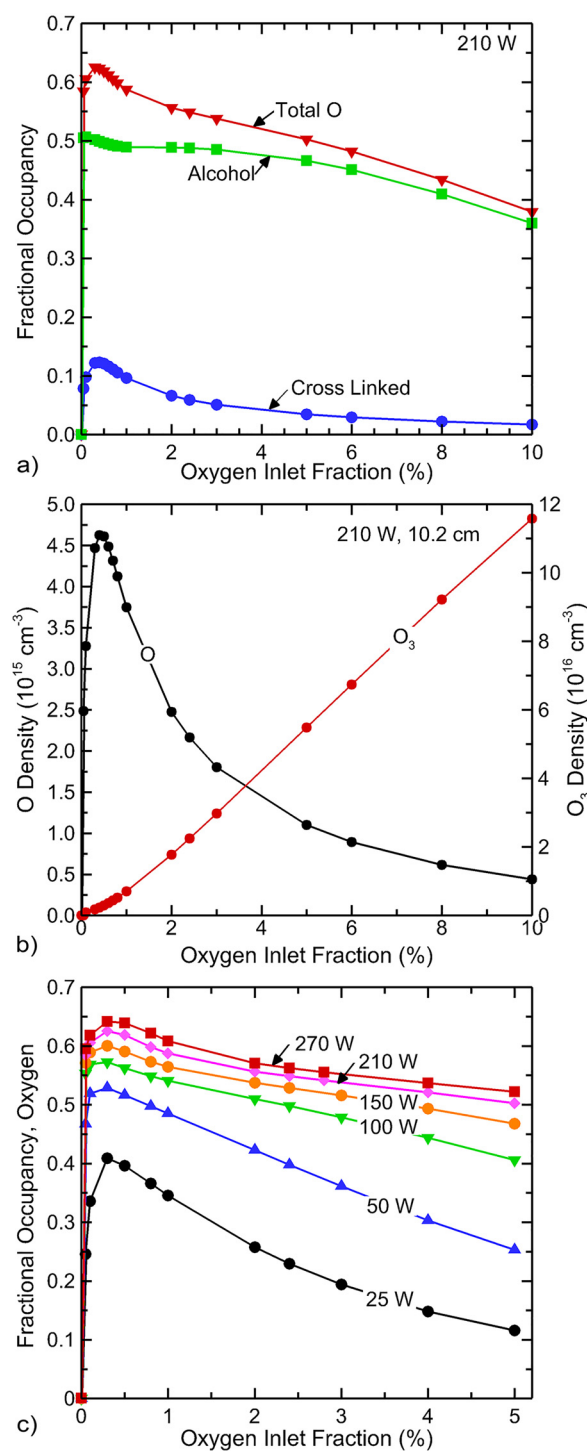 0.7
210 W
0.6
Total O
0.5
Alcohol
0.4
0.3
0.2
0.1
Cross Linked
0.0
0 2 4 6 8 10
Fractional Occupancy
a) Oxygen Inlet Fraction (%)
5.0 12
210 W, 10.2 cm
4.5
4.0 10
3.5
O O₃ 8
3.0
2.5 6
2.0
1.5 4
1.0 2
0.5
0.0 0
0 2 4 6 8 10
O Density (10¹⁵ cm⁻³)
O₃ Density (10¹⁶ cm⁻³)
b) Oxygen Inlet Fraction (%)
0.7
270 W
0.6
210 W
150 W
0.5
100 W
0.4
50 W
0.3
0.2
25 W
0.1
0
0 1 2 3 4 5
Fractional Occupancy, Oxygen
c) Oxygen Inlet Fraction (%)